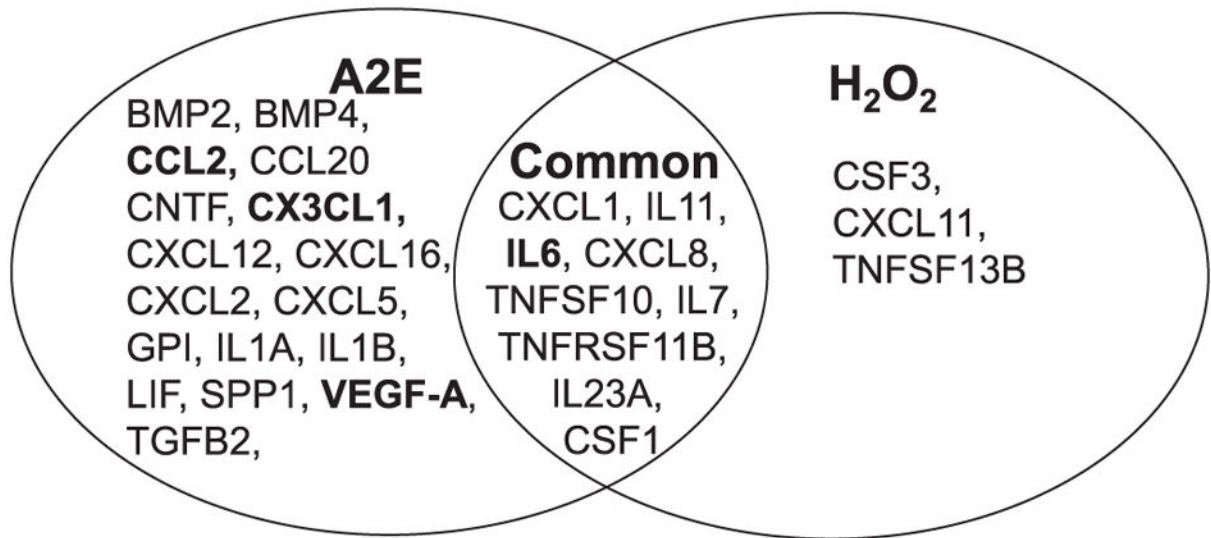 A2E
BMP2, BMP4,
CCL2, CCL20
CNTF, CX3CL1,
CXCL12, CXCL16,
CXCL2, CXCL5,
GPI, IL1A, IL1B,
LIF, SPP1, VEGF-A,
TGFB2,
Common
CXCL1, IL11,
IL6, CXCL8,
TNFSF10, IL7,
TNFRSF11B,
IL23A,
CSF1
H₂O₂
CSF3,
CXCL11,
TNFSF13B